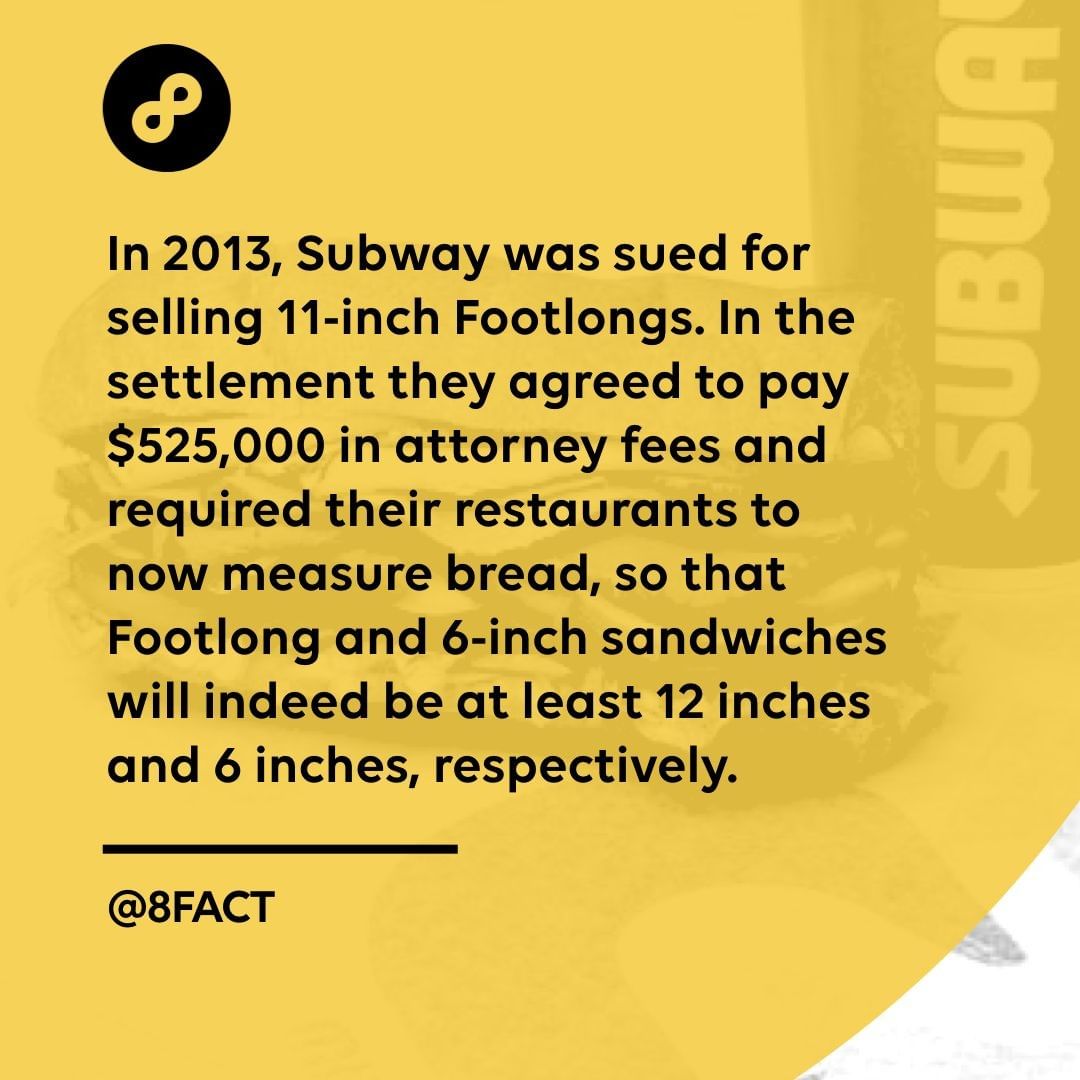 In 2013, Subway was sued for
selling 11-inch Footlongs. In the
settlement they agreed to pay
$525,000 in attorney fees and
required their restaurants to
now measure bread, so that
Footlong and 6-inch sandwiches
will indeed be at least 12 inches
and 6 inches, respectively.
@8FACT
SUBWAY